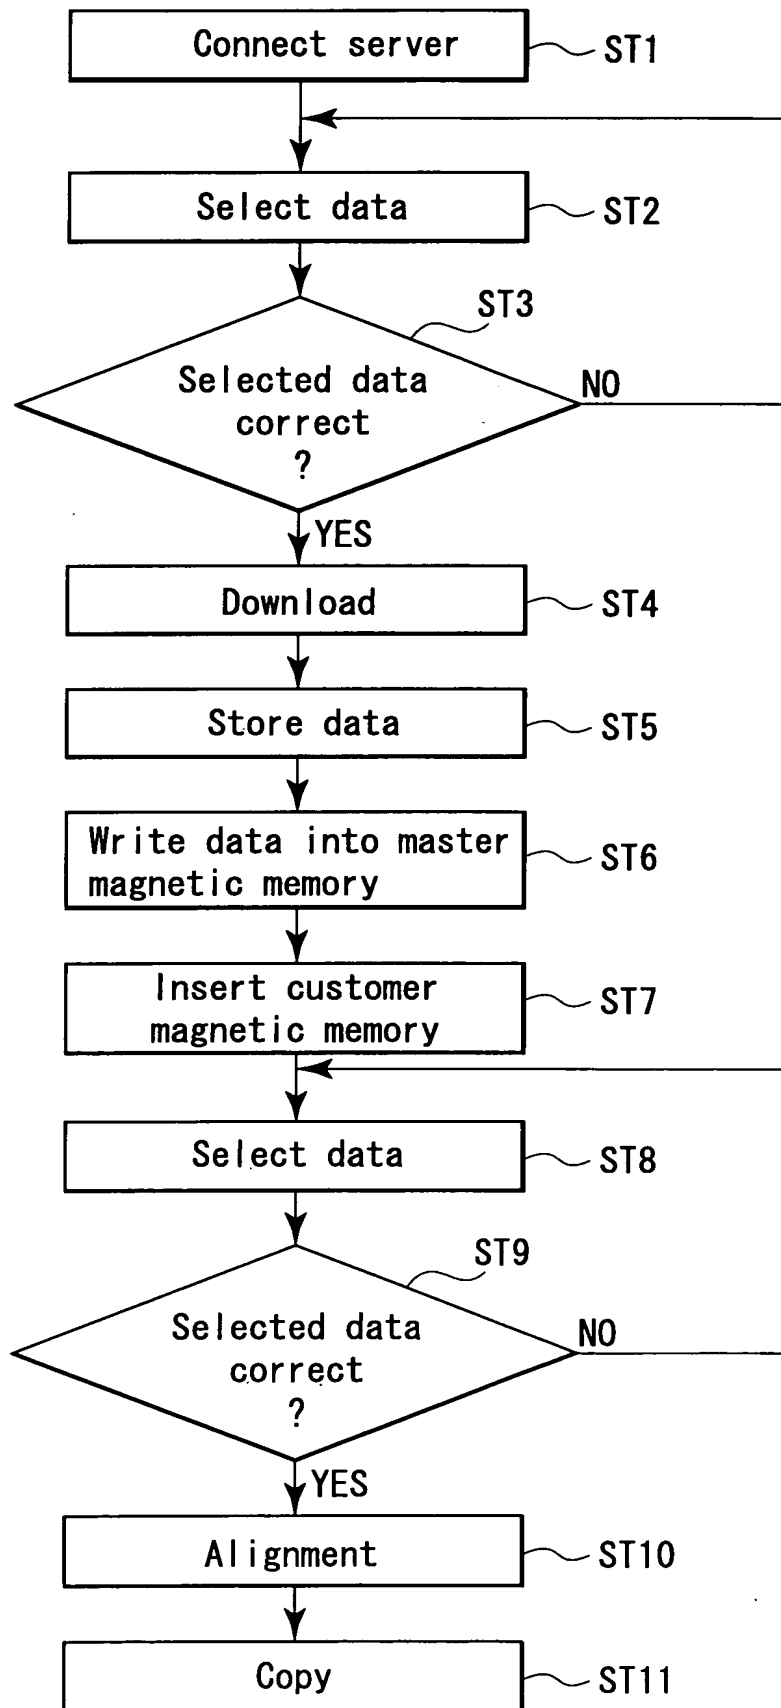 Connect server
ST1
Select data
ST2
ST3
Selected data
correct
?
NO
YES
Download
ST4
Store data
ST5
Write data into master
magnetic memory
ST6
Insert customer
magnetic memory
ST7
Select data
ST8
ST9
Selected data
correct
?
NO
YES
Alignment
ST10
Copy
ST11